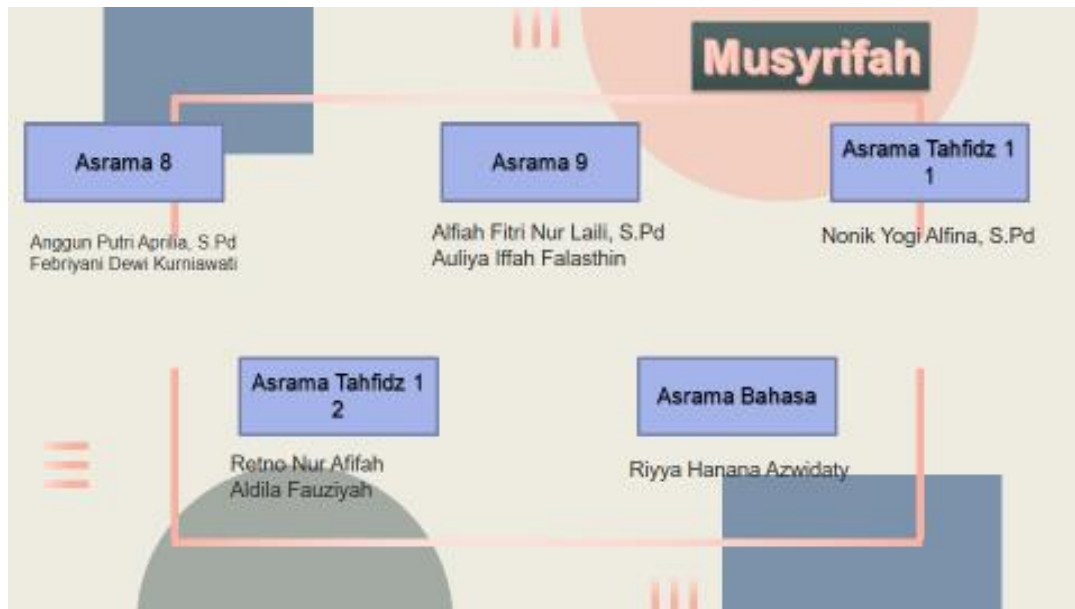 Musyrifah
Asrama 8
Anggun Putri Aprilia, S.Pd
Febriyani Dewi Kurniawati
Asrama 9
Alfiah Fitri Nur Laili, S.Pd
Auliya Iffah Falasthin
Asrama Tahfidz 1
1
Nonik Yogi Alfina, S.Pd
Asrama Tahfidz 1
2
Retno Nur Afifah
Aldila Fauziyah
Asrama Bahasa
Riyya Hanana Azwidaty